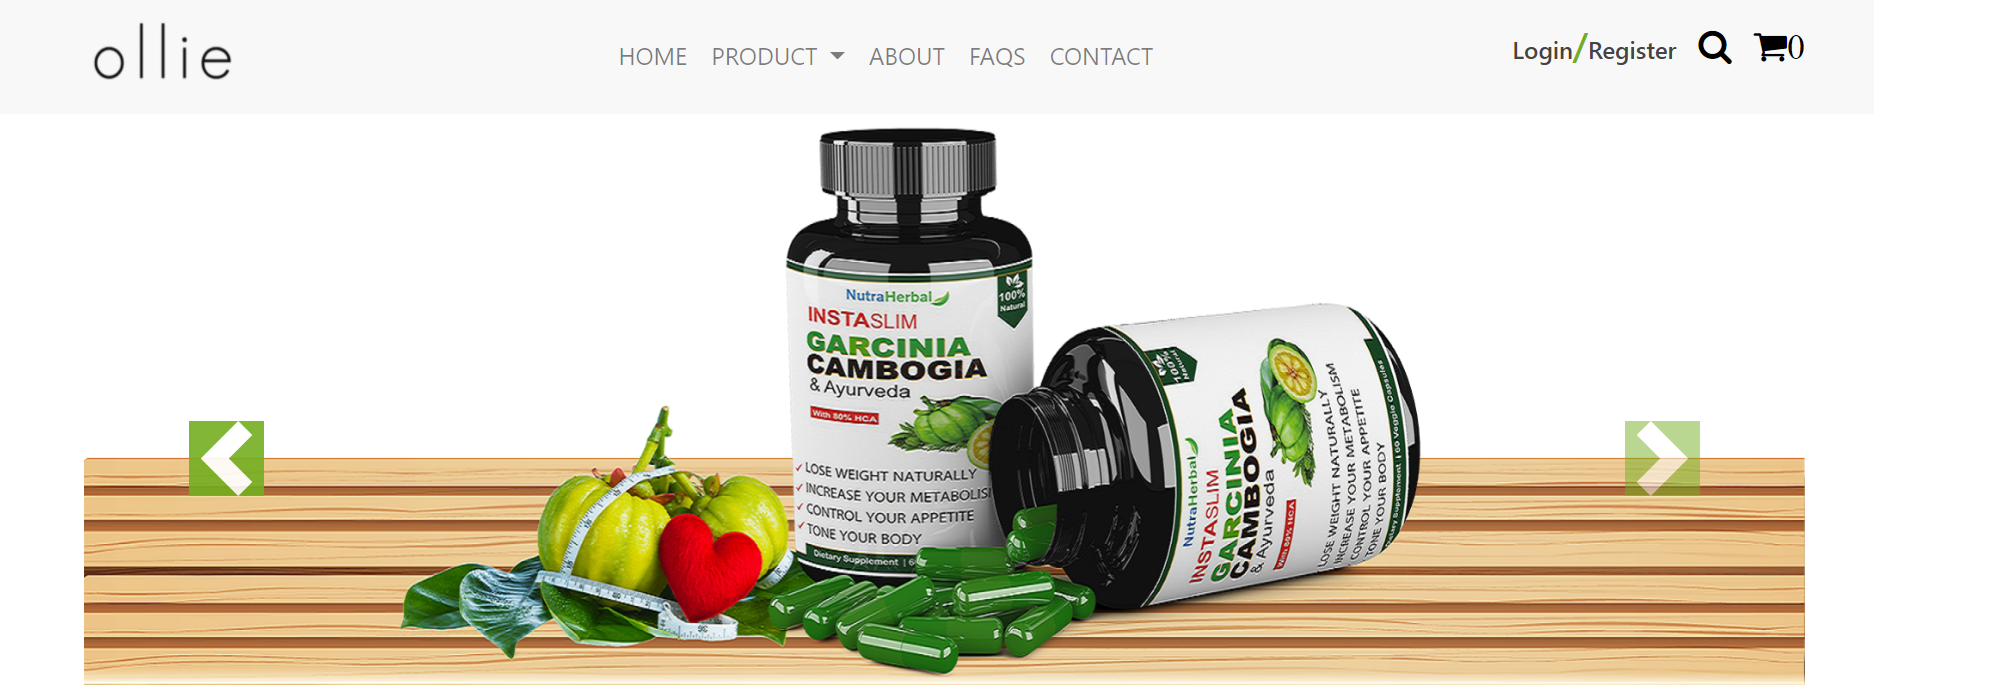 ollie
HOME PRODUCT ABOUT FAQS CONTACT
Login/Register
0
NutraHerbal
100%
Natural
INSTASLIM
GARCINIA
CAMBOGIA
& Ayurveda
With 80% HCA
✓ LOSE WEIGHT NATURALLY
✓ INCREASE YOUR METABOLIS
✓ CONTROL YOUR APPETITE
✓ TONE YOUR BODY
Dietary Supplement | 6
100%
Natural
NutraHerbal
INSTASLIM
GARCINIA
CAMBOGIA
& Ayurveda
With 80% HCA
LOSE WEIGHT NATURALLY
INCREASE YOUR METABOLISM
CONTROL YOUR APPETITE
TONE YOUR BODY
Dietary Supplement | 60 Veggie Capsules
36